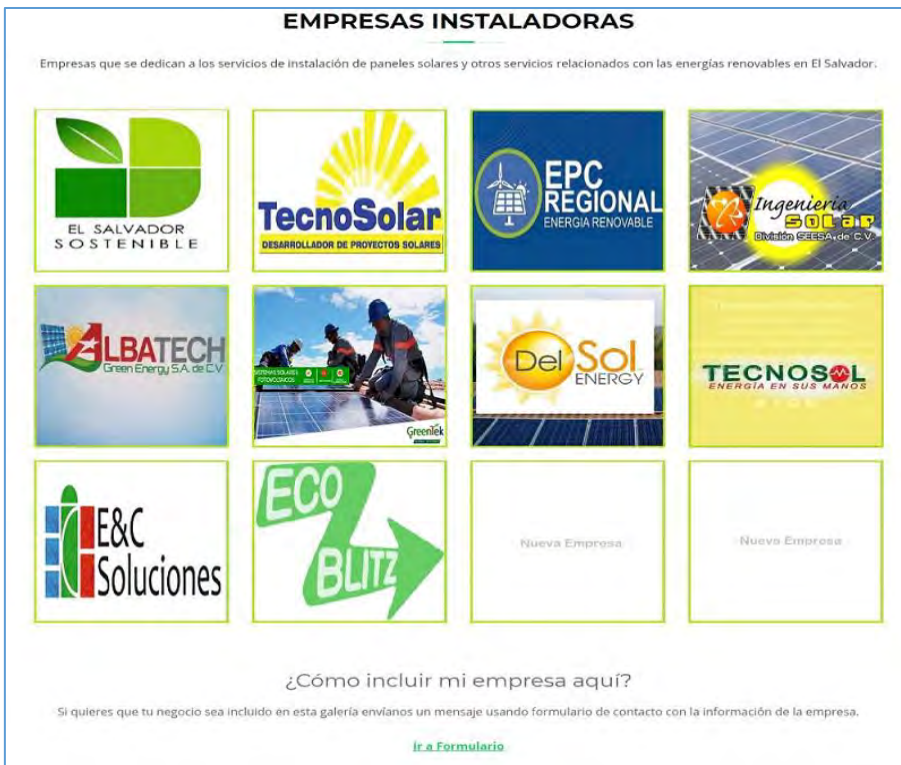 EMPRESAS INSTALADORAS
Empresas que se dedican a los servicios de instalación de paneles solares y otros servicios relacionados con las energías renovables en El Salvador.
EL SALVADOR
SOSTENIBLE
TecnoSolar
DESARROLLADOR DE PROYECTOS SOLARES
EPC
REGIONAL
ENERGIA RENOVABLE
Ingeniería
SOLAR
División SEESA, de C.V.
ALBATECH
Green Energy S.A. de C.V
SISTEMAS SOLARES
FOTOVOLTAICOS
Greentek
Del Sol
ENERGY
TECNOSOL
ENERGÍA EN SUS MANOS
E&C
Soluciones
ECO
BLITZ
Nueva Empresa
Nuevo Empresa
¿Cómo incluir mi empresa aquí?
Si quieres que tu negocio sea incluido en esta galería envíanos un mensaje usando formulario de contacto con la información de la empresa.
Ir a Formulario